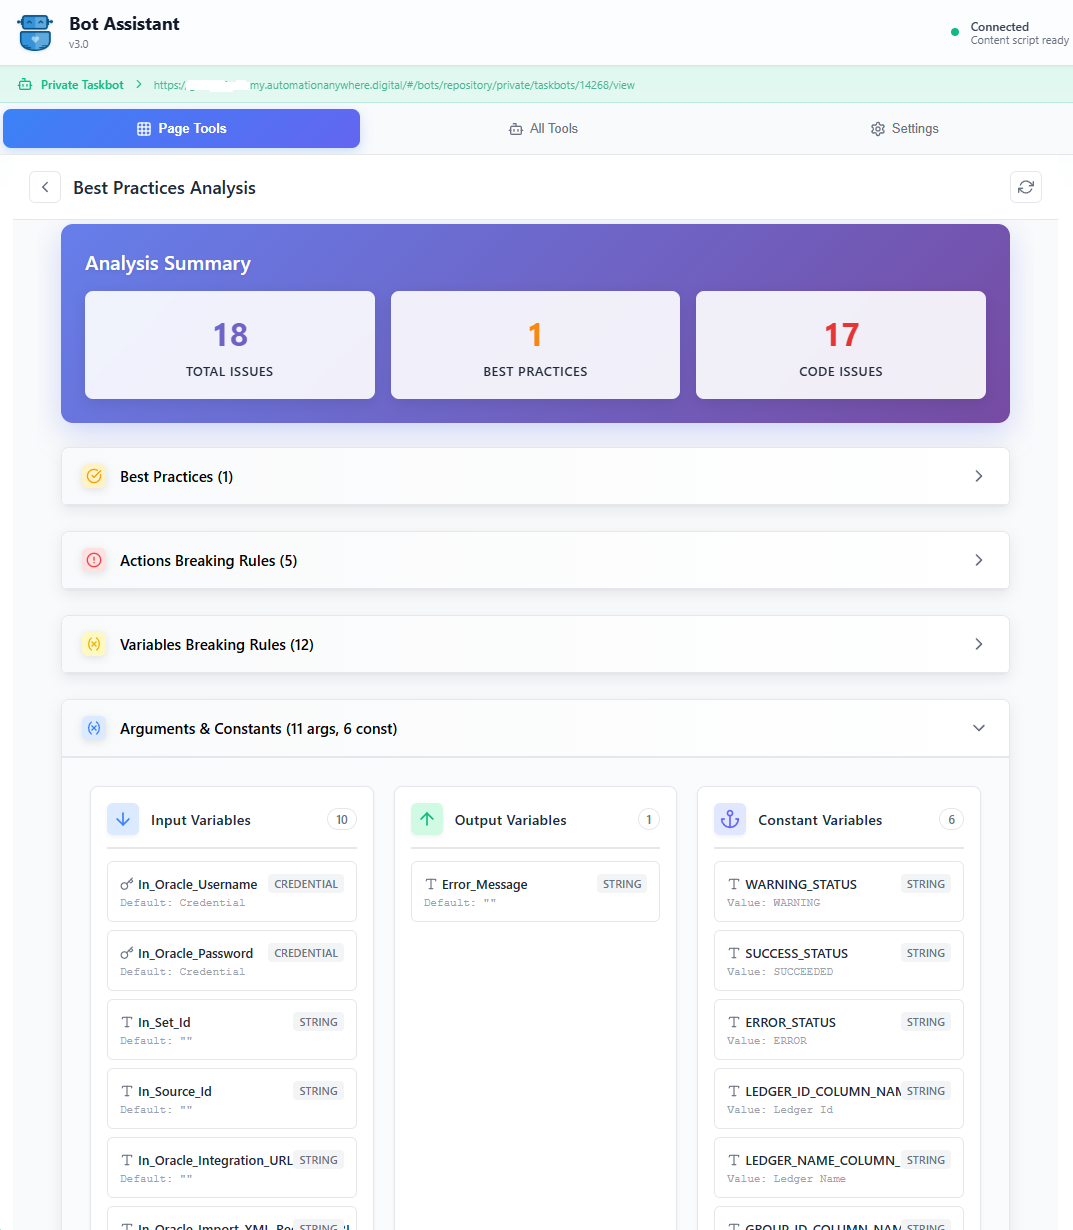 Bot Assistant
v3.0
Connected
Content script ready
Private Taskbot > https:/ my.automationanywhere.digital/#/bots/repository/private/taskbots/14268/view
Page Tools
All Tools
Settings
Best Practices Analysis
Analysis Summary
18
TOTAL ISSUES
1
BEST PRACTICES
17
CODE ISSUES
Best Practices (1)
Actions Breaking Rules (5)
Variables Breaking Rules (12)
Arguments & Constants (11 args, 6 const)
Input Variables 10
In_Oracle_Username CREDENTIAL
Default: Credential
In_Oracle_Password CREDENTIAL
Default: Credential
In_Set_Id STRING
Default: ""
In_Source_Id STRING
Default: ""
In_Oracle_Integration_URL STRING
Default: ""
In_Oracle_Import_XML_Re STRING
Output Variables 1
Error_Message STRING
Default: ""
Constant Variables 6
WARNING_STATUS STRING
Value: WARNING
SUCCESS_STATUS STRING
Value: SUCCEEDED
ERROR_STATUS STRING
Value: ERROR
LEDGER_ID_COLUMN_NAM STRING
Value: Ledger Id
LEDGER_NAME_COLUMN_ STRING
Value: Ledger Name
GROUP_ID_COLUMN_NAM STRING